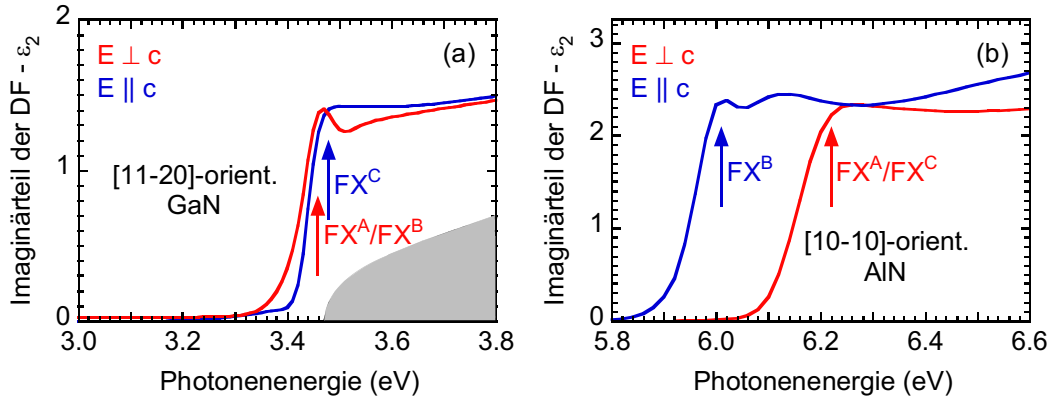 Imaginärteil der DF - ε₂
2
1
0
E ⊥ c
E || c
(a)
[11-20]-orient.
GaN
FXᶜ
FXᴬ/FXᴮ
3.0 3.2 3.4 3.6 3.8
Photonenenergie (eV)
Imaginärteil der DF - ε₂
3
2
1
0
E ⊥ c
E || c
(b)
FXᴮ
FXᴬ/FXᶜ
[10-10]-orient.
AlN
5.8 6.0 6.2 6.4 6.6
Photonenenergie (eV)